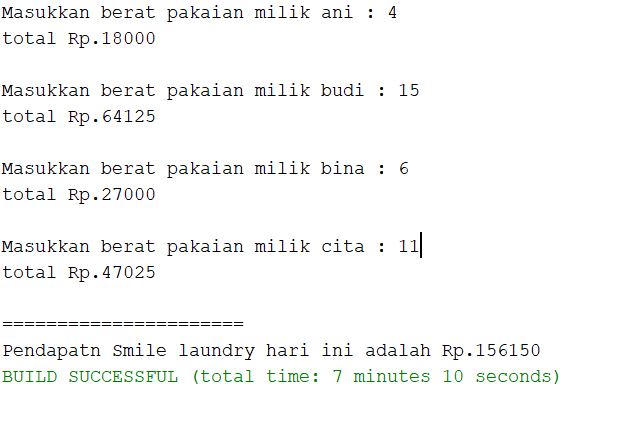 Masukkan berat pakaian milik ani : 4
total Rp.18000
Masukkan berat pakaian milik budi : 15
total Rp.64125
Masukkan berat pakaian milik bina : 6
total Rp.27000
Masukkan berat pakaian milik cita : 11
total Rp.47025
======================
Pendapatn Smile laundry hari ini adalah Rp.156150
BUILD SUCCESSFUL (total time: 7 minutes 10 seconds)